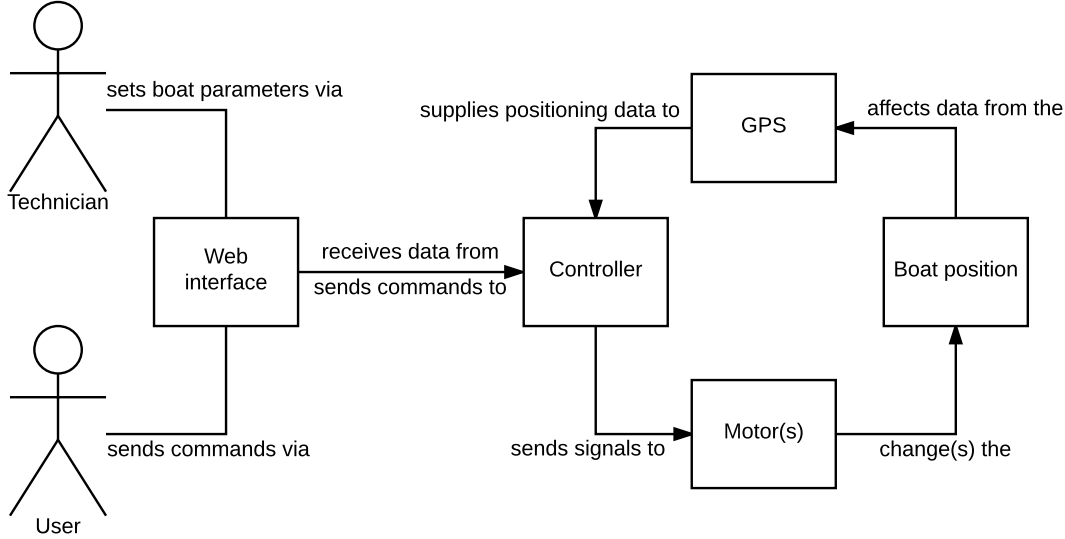 sets boat parameters via
Technician
supplies positioning data to
GPS
affects data from the
Web
interface
receives data from
sends commands to
Controller
Boat position
sends commands via
User
sends signals to
Motor(s)
change(s) the